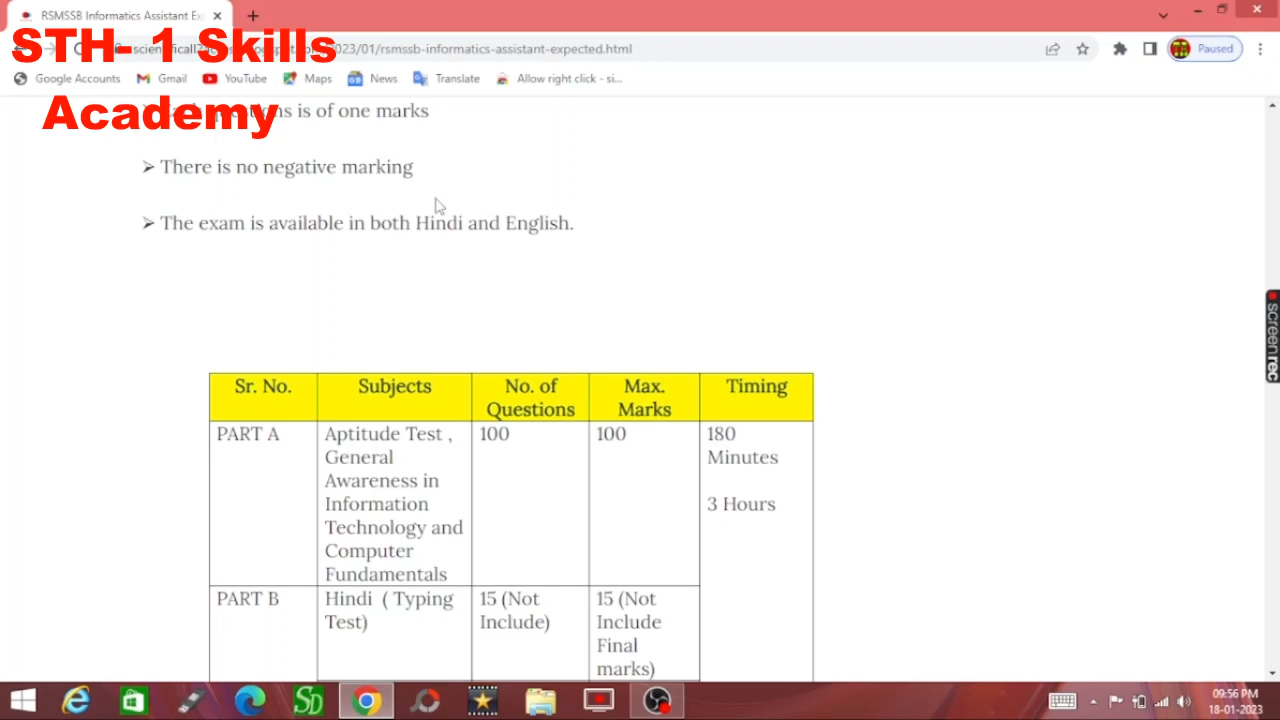 RSMSSB Informatics Assistant Ex
STH- 1 Skills
Academy
2023/01/rsmssb-informatics-assistant-expected.html
Paused
Google Accounts
Gmail
YouTube
Maps
News
Translate
Allow right click - si...
is of one marks
➢ There is no negative marking
➢ The exam is available in both Hindi and English.
Sr. No.
Subjects
No. of
Questions
Max.
Marks
Timing
PART A
Aptitude Test ,
General
Awareness in
Information
Technology and
Computer
Fundamentals
100
100
180
Minutes
3 Hours
PART B
Hindi ( Typing
Test)
15 (Not
Include)
15 (Not
Include
Final
marks)
screenrec
SD
09:56 PM
18-01-2023